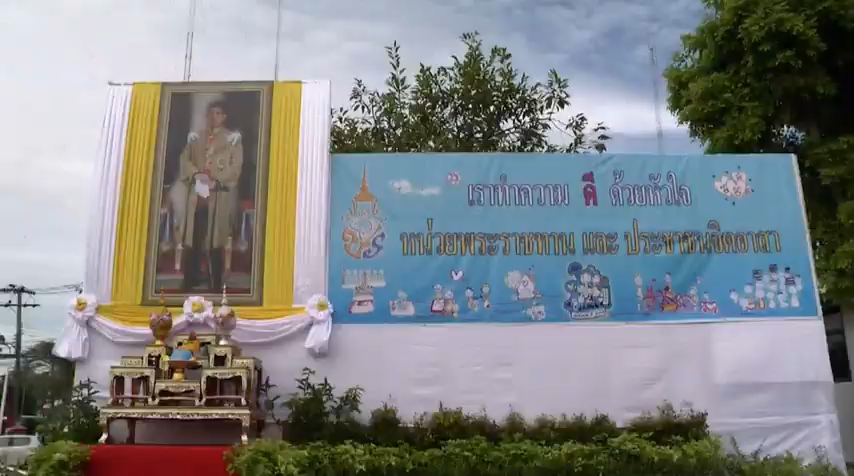 เราทำความ ดี ด้วยหัวใจ
หน่วยพระราชทาน และ ประชาชนจิตอาสา